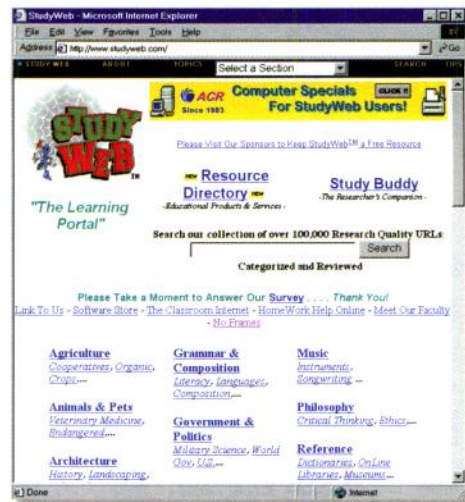 StudyWeb - Microsoft Internet Explorer
File Edit View Favorites Tools Help
Address http://www.studyweb.com/ Go
STUDY WEB ABOUT TOPICS Select a Section SEARCH TIPS
ACR Since 1983 Computer Specials For StudyWeb Users! CLICK !!
STUDY WEB TM
"The Learning Portal"
Please Visit Our Sponsors to Keep StudyWeb™ a Free Resource
NEW Resource Directory NEW
-Educational Products & Services-
Study Buddy
-The Researcher's Companion-
Search our collection of over 100,000 Research Quality URLs:
Search
Categorized and Reviewed
Please Take a Moment to Answer Our Survey . . . . Thank You!
Link To Us - Software Store - The Classroom Internet - HomeWork Help Online - Meet Our Faculty
- No Frames
Agriculture
Cooperatives, Organic,
Crops,...
Animals & Pets
Veterinary Medicine,
Endangered,...
Architecture
History, Landscaping,
Grammar &
Composition
Literacy, Languages,
Composition,...
Government &
Politics
Military Science, World
Gov, U.S.,...
Music
Instruments,
Songwriting ...
Philosophy
Critical Thinking, Ethics,...
Reference
Dictionaries, OnLine
Libraries, Museums...
Done
Internet